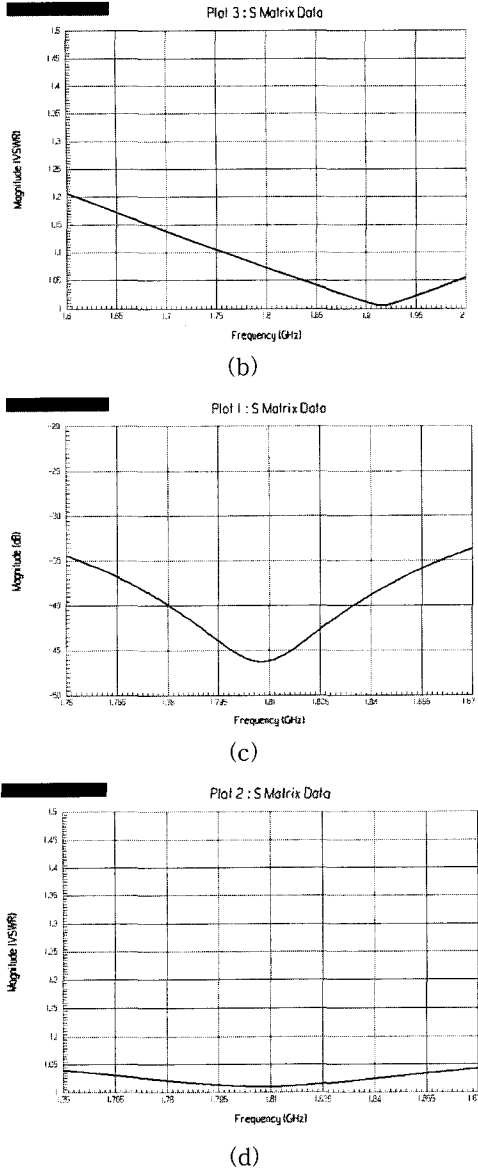 Plot 3 : S Matrix Data
1.5
1.45
1.4
1.35
1.3
1.25
1.2
1.15
1.1
1.05
1
Magnitude (VSWR)
1.6 1.65 1.7 1.75 1.8 1.85 1.9 1.95 2
Frequency (GHz)
(b)
Plot 1 : S Matrix Data
-20
-25
-30
-35
-40
-45
-50
Magnitude (dB)
1.75 1.765 1.78 1.795 1.81 1.825 1.84 1.855 1.87
Frequency (GHz)
(c)
Plot 2 : S Matrix Data
1.5
1.45
1.4
1.35
1.3
1.25
1.2
1.15
1.1
1.05
1
Magnitude (VSWR)
1.75 1.765 1.78 1.795 1.81 1.825 1.84 1.855
Frequency (GHz)
(d)